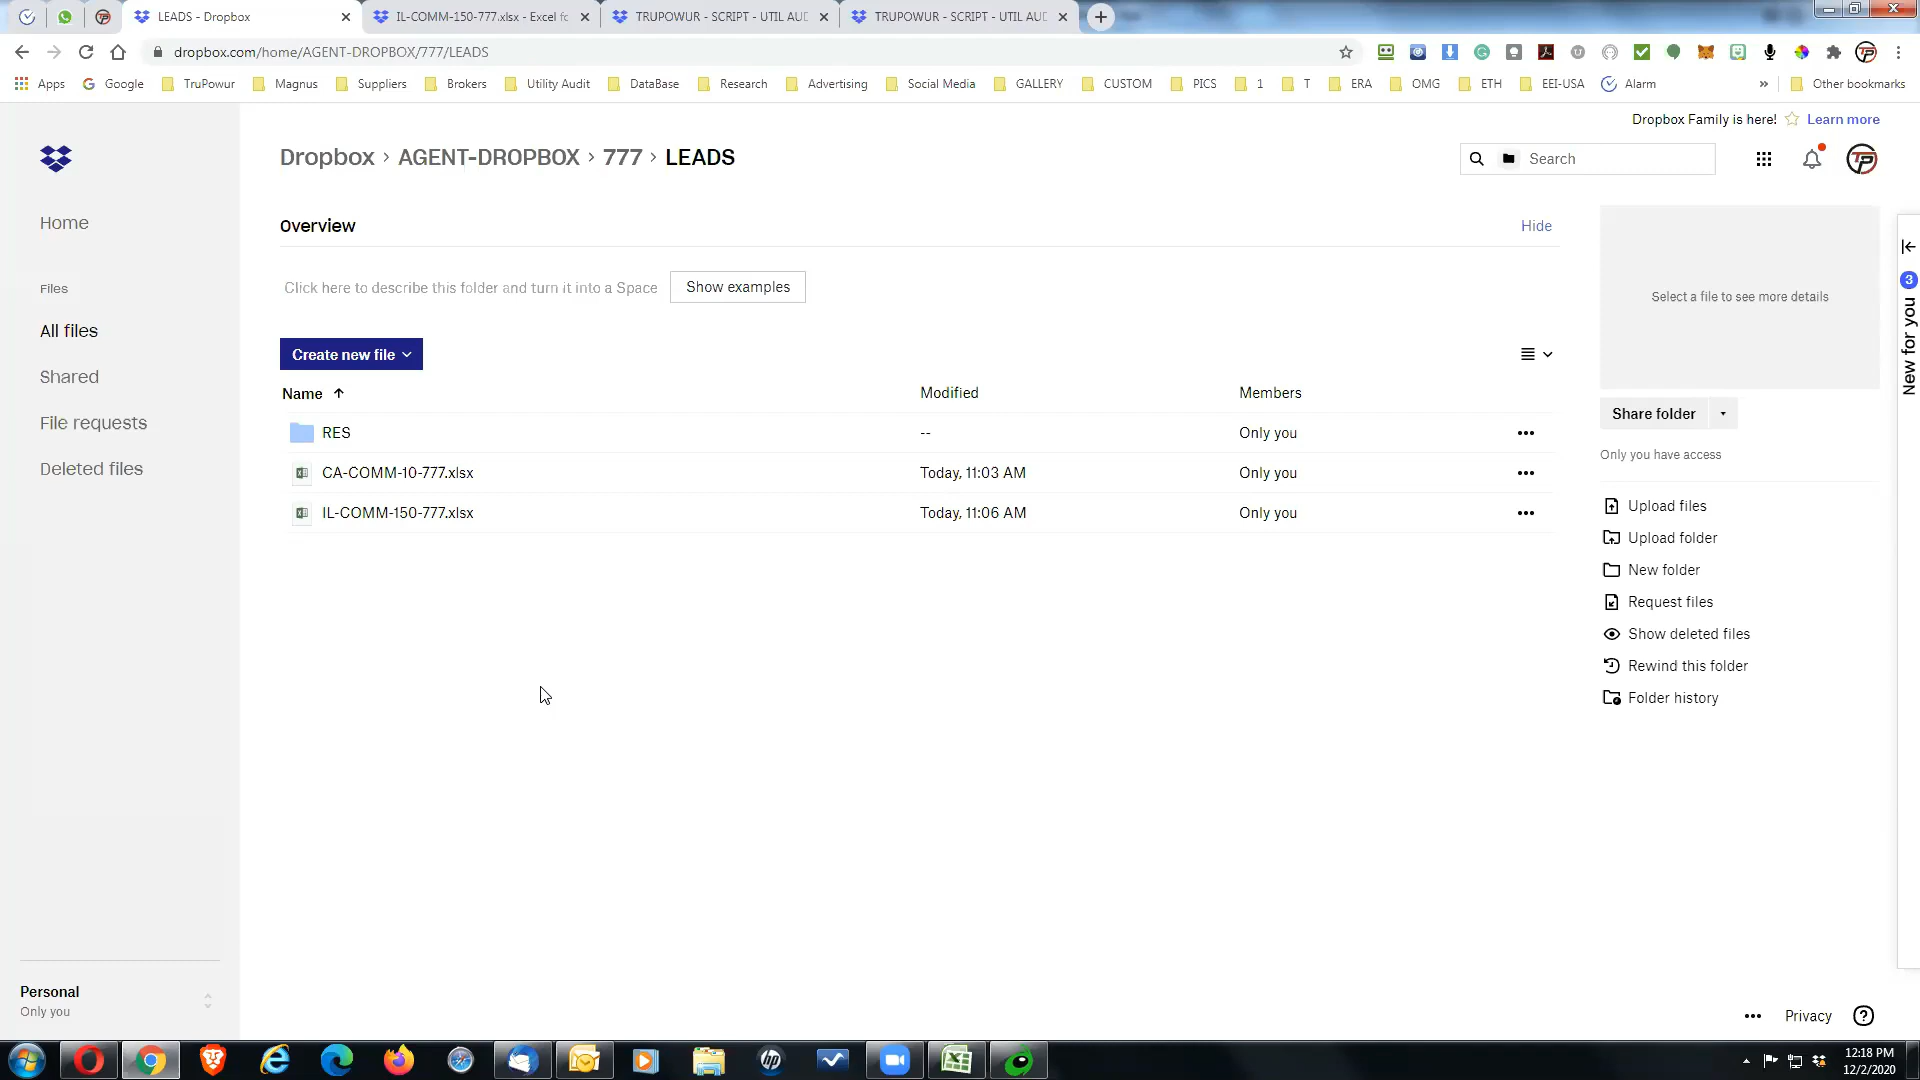 LEADS - Dropbox
IL-COMM-150-777.xlsx - Excel fo
TRUPOWUR - SCRIPT - UTIL AUD
TRUPOWUR - SCRIPT - UTIL AUD
dropbox.com/home/AGENT-DROPBOX/777/LEADS
Apps
Google
TruPowur
Magnus
Suppliers
Brokers
Utility Audit
DataBase
Research
Advertising
Social Media
GALLERY
CUSTOM
PICS
1
T
ERA
OMG
ETH
EEI-USA
Alarm
»
Other bookmarks
Dropbox Family is here! Learn more
Dropbox › AGENT-DROPBOX › 777 › LEADS
Search
Home
Files
All files
Shared
File requests
Deleted files
Personal
Only you
Overview
Hide
Click here to describe this folder and turn it into a Space
Show examples
Create new file
Name Modified Members
RES -- Only you
CA-COMM-10-777.xlsx Today, 11:03 AM Only you
IL-COMM-150-777.xlsx Today, 11:06 AM Only you
Select a file to see more details
Share folder
Only you have access
Upload files
Upload folder
New folder
Request files
Show deleted files
Rewind this folder
Folder history
3
New for you
Privacy
12:18 PM
12/2/2020